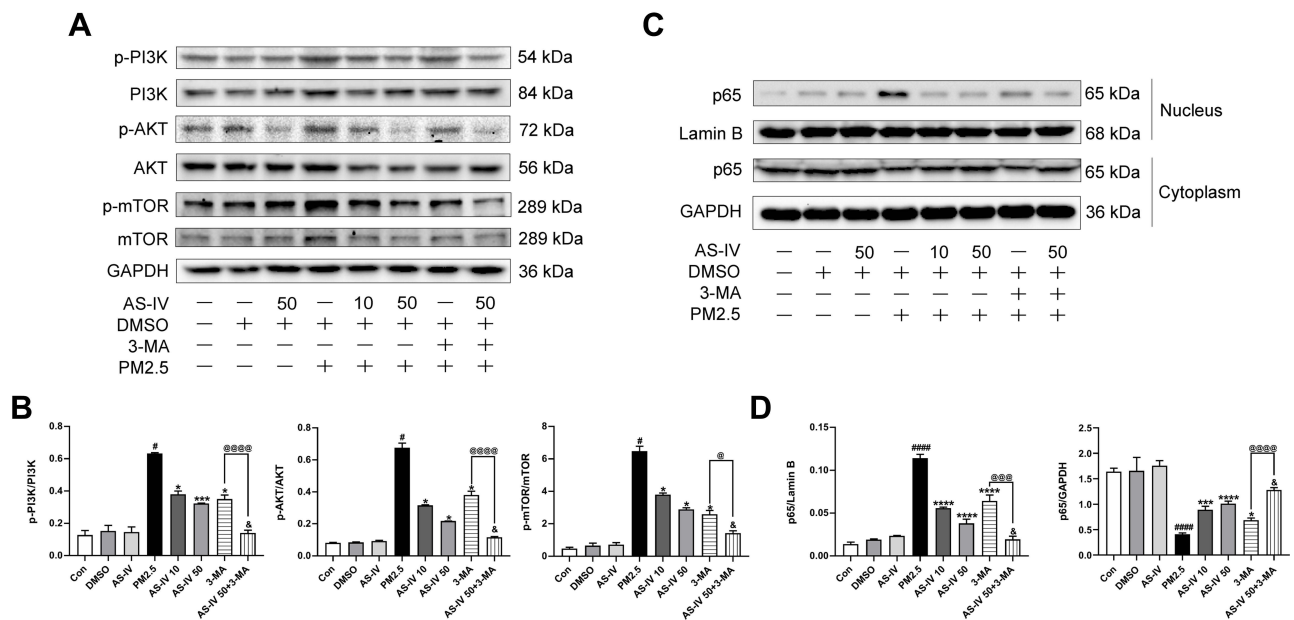 A
p-PI3K 54 kDa
PI3K 84 kDa
p-AKT 72 kDa
AKT 56 kDa
p-mTOR 289 kDa
mTOR 289 kDa
GAPDH 36 kDa
AS-IV — — 50 — 10 50 — 50
DMSO — + + + + + + +
3-MA — — — — — — + +
PM2.5 — — — + + + + +
C
p65 65 kDa
Lamin B 68 kDa
Nucleus
p65 65 kDa
GAPDH 36 kDa
Cytoplasm
AS-IV — — 50 — 10 50 — 50
DMSO — + + + + + + +
3-MA — — — — — — + +
PM2.5 — — — + + + + +
B
p-PI3K/PI3K
0.8
0.6
0.4
0.2
0.0
# * *** * @@@@ &
Con DMSO AS-IV PM2.5 AS-IV 10 AS-IV 50 3-MA AS-IV 50+3-MA
p-AKT/AKT
0.8
0.6
0.4
0.2
0.0
# * * * @@@@ &
Con DMSO AS-IV PM2.5 AS-IV 10 AS-IV 50 3-MA AS-IV 50+3-MA
p-mTOR/mTOR
8
6
4
2
0
# * * * @ &
Con DMSO AS-IV PM2.5 AS-IV 10 AS-IV 50 3-MA AS-IV 50+3-MA
D
p65/Lamin B
0.15
0.10
0.05
0.00
#### **** **** **** @@@ &
Con DMSO AS-IV PM2.5 AS-IV 10 AS-IV 50 3-MA AS-IV 50+3-MA
p65/GAPDH
2.5
2.0
1.5
1.0
0.5
0.0
#### *** **** * @@@@ &
Con DMSO AS-IV PM2.5 AS-IV 10 AS-IV 50 3-MA AS-IV 50+3-MA